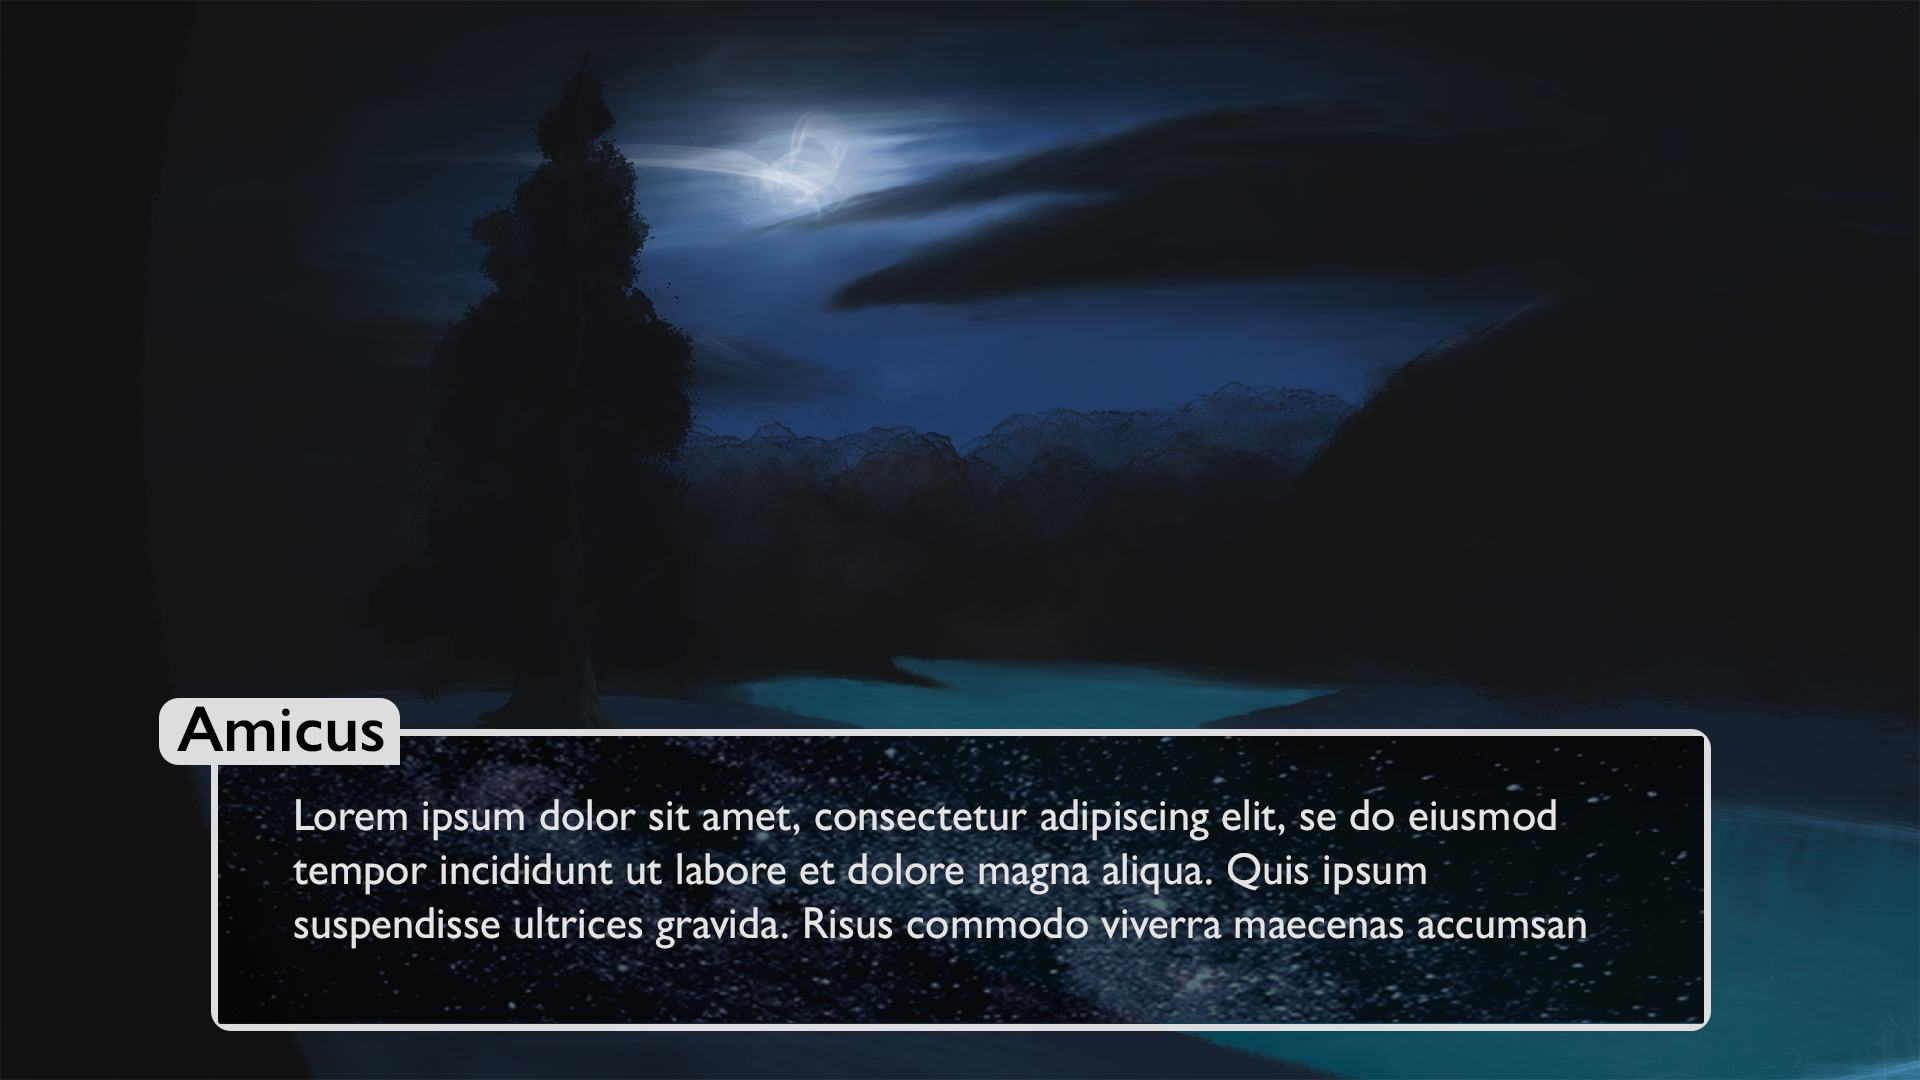 Amicus
Lorem ipsum dolor sit amet, consectetur adipiscing elit, se do eiusmod
tempor incididunt ut labore et dolore magna aliqua. Quis ipsum
suspendisse ultrices gravida. Risus commodo viverra maecenas accumsan